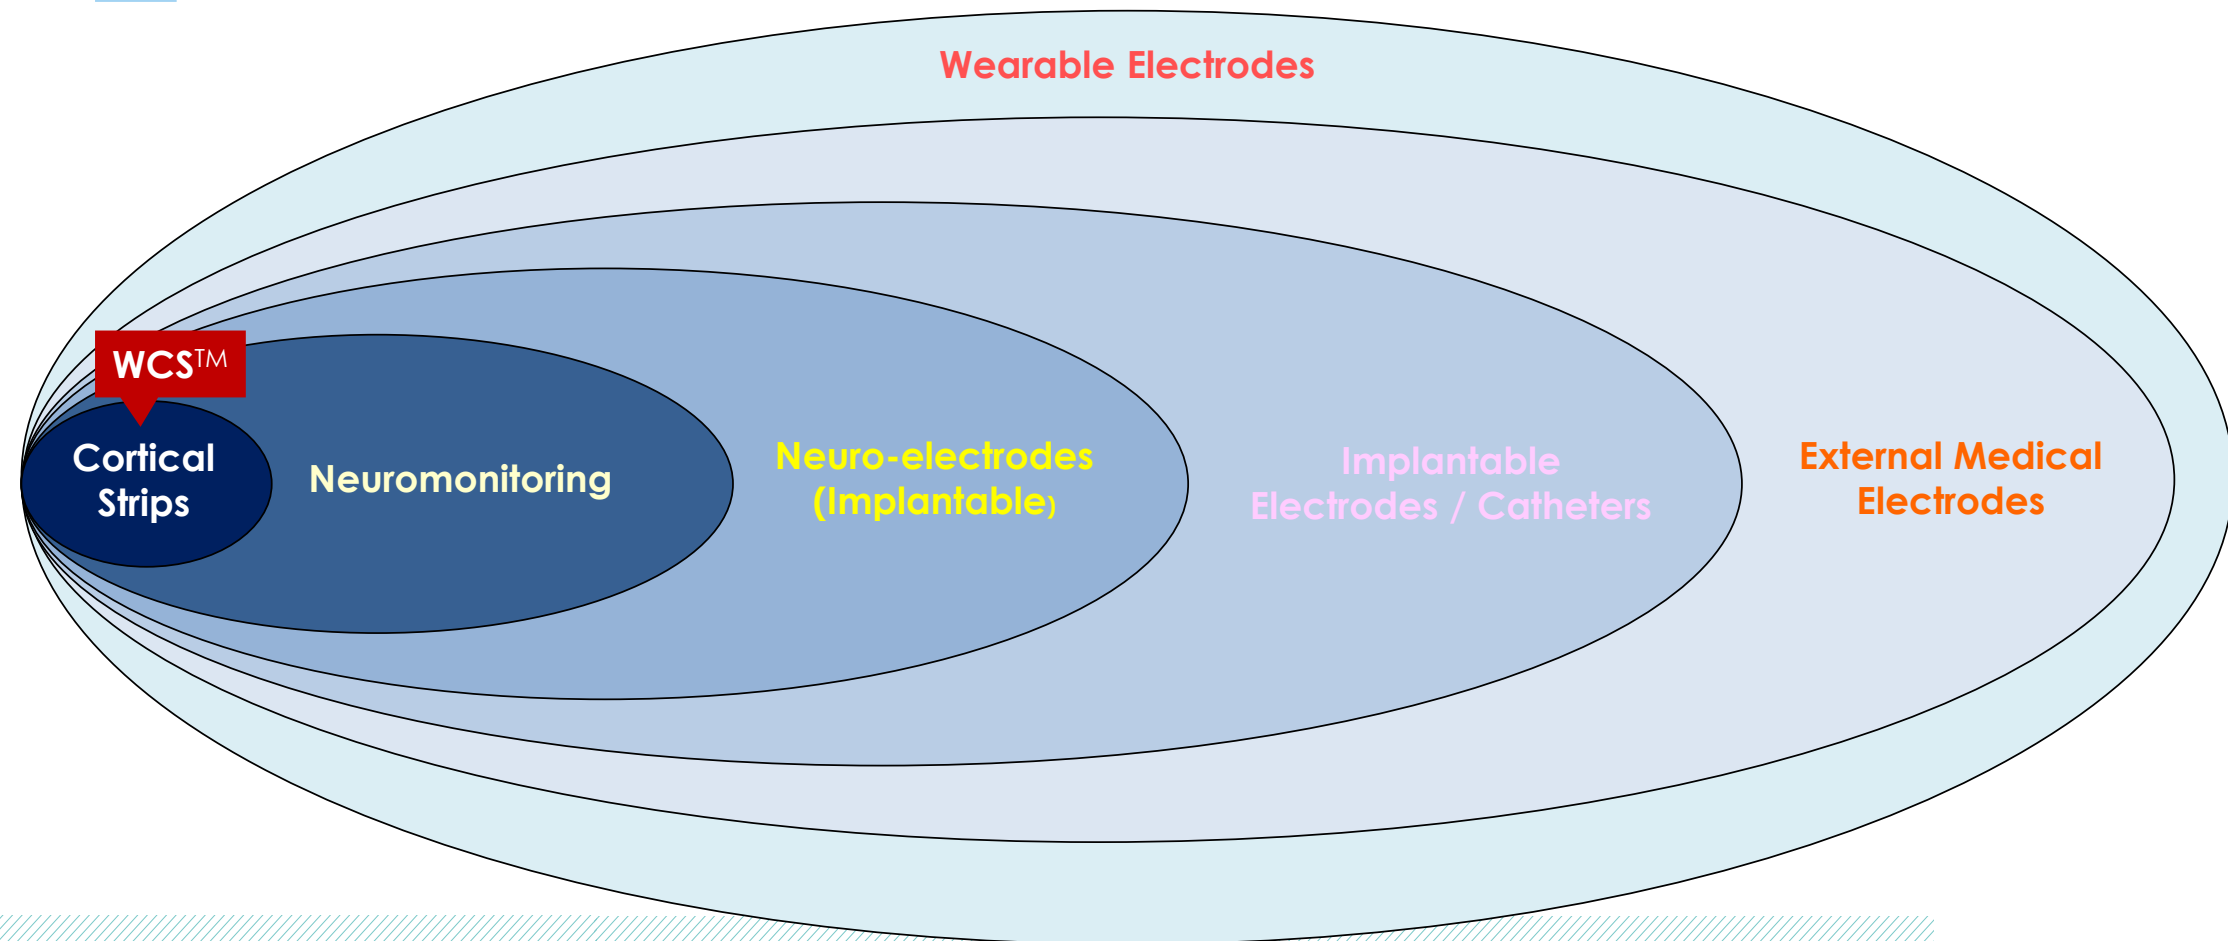 Wearable Electrodes
WCS™
Cortical
Strips
Neuromonitoring
Neuro-electrodes
(Implantable)
Implantable
Electrodes / Catheters
External Medical
Electrodes